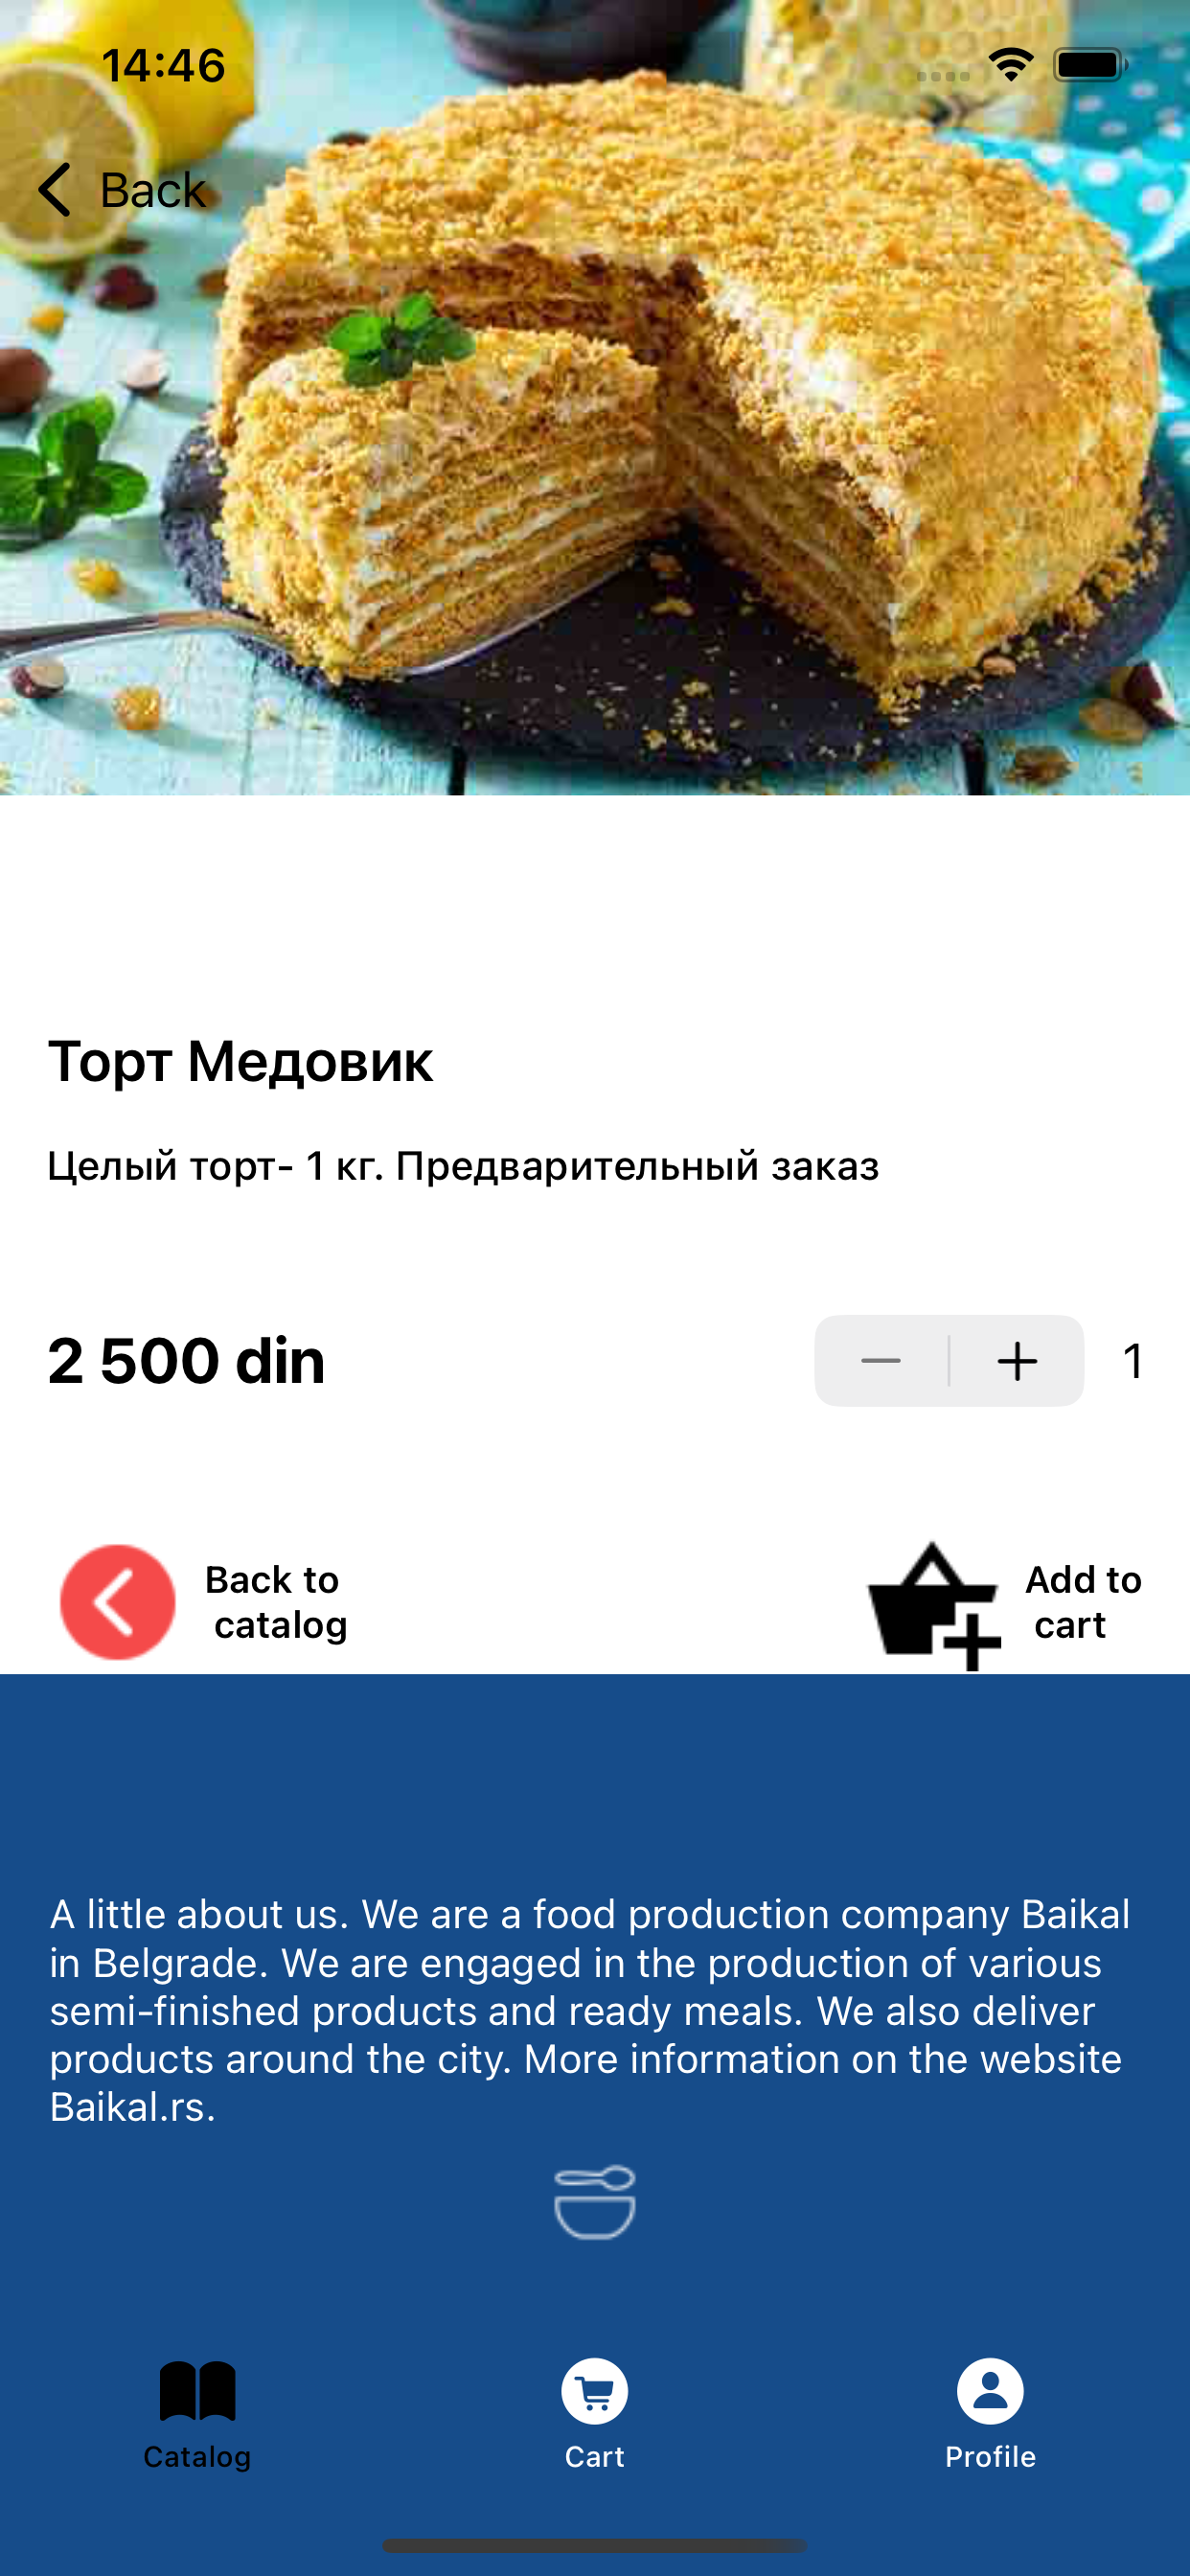 14:46
Back
Торт Медовик
Целый торт- 1 кг. Предварительный заказ
2 500 din
1
Back to
catalog
Add to
cart
A little about us. We are a food production company Baikal
in Belgrade. We are engaged in the production of various
semi-finished products and ready meals. We also deliver
products around the city. More information on the website
Baikal.rs.
Catalog
Cart
Profile